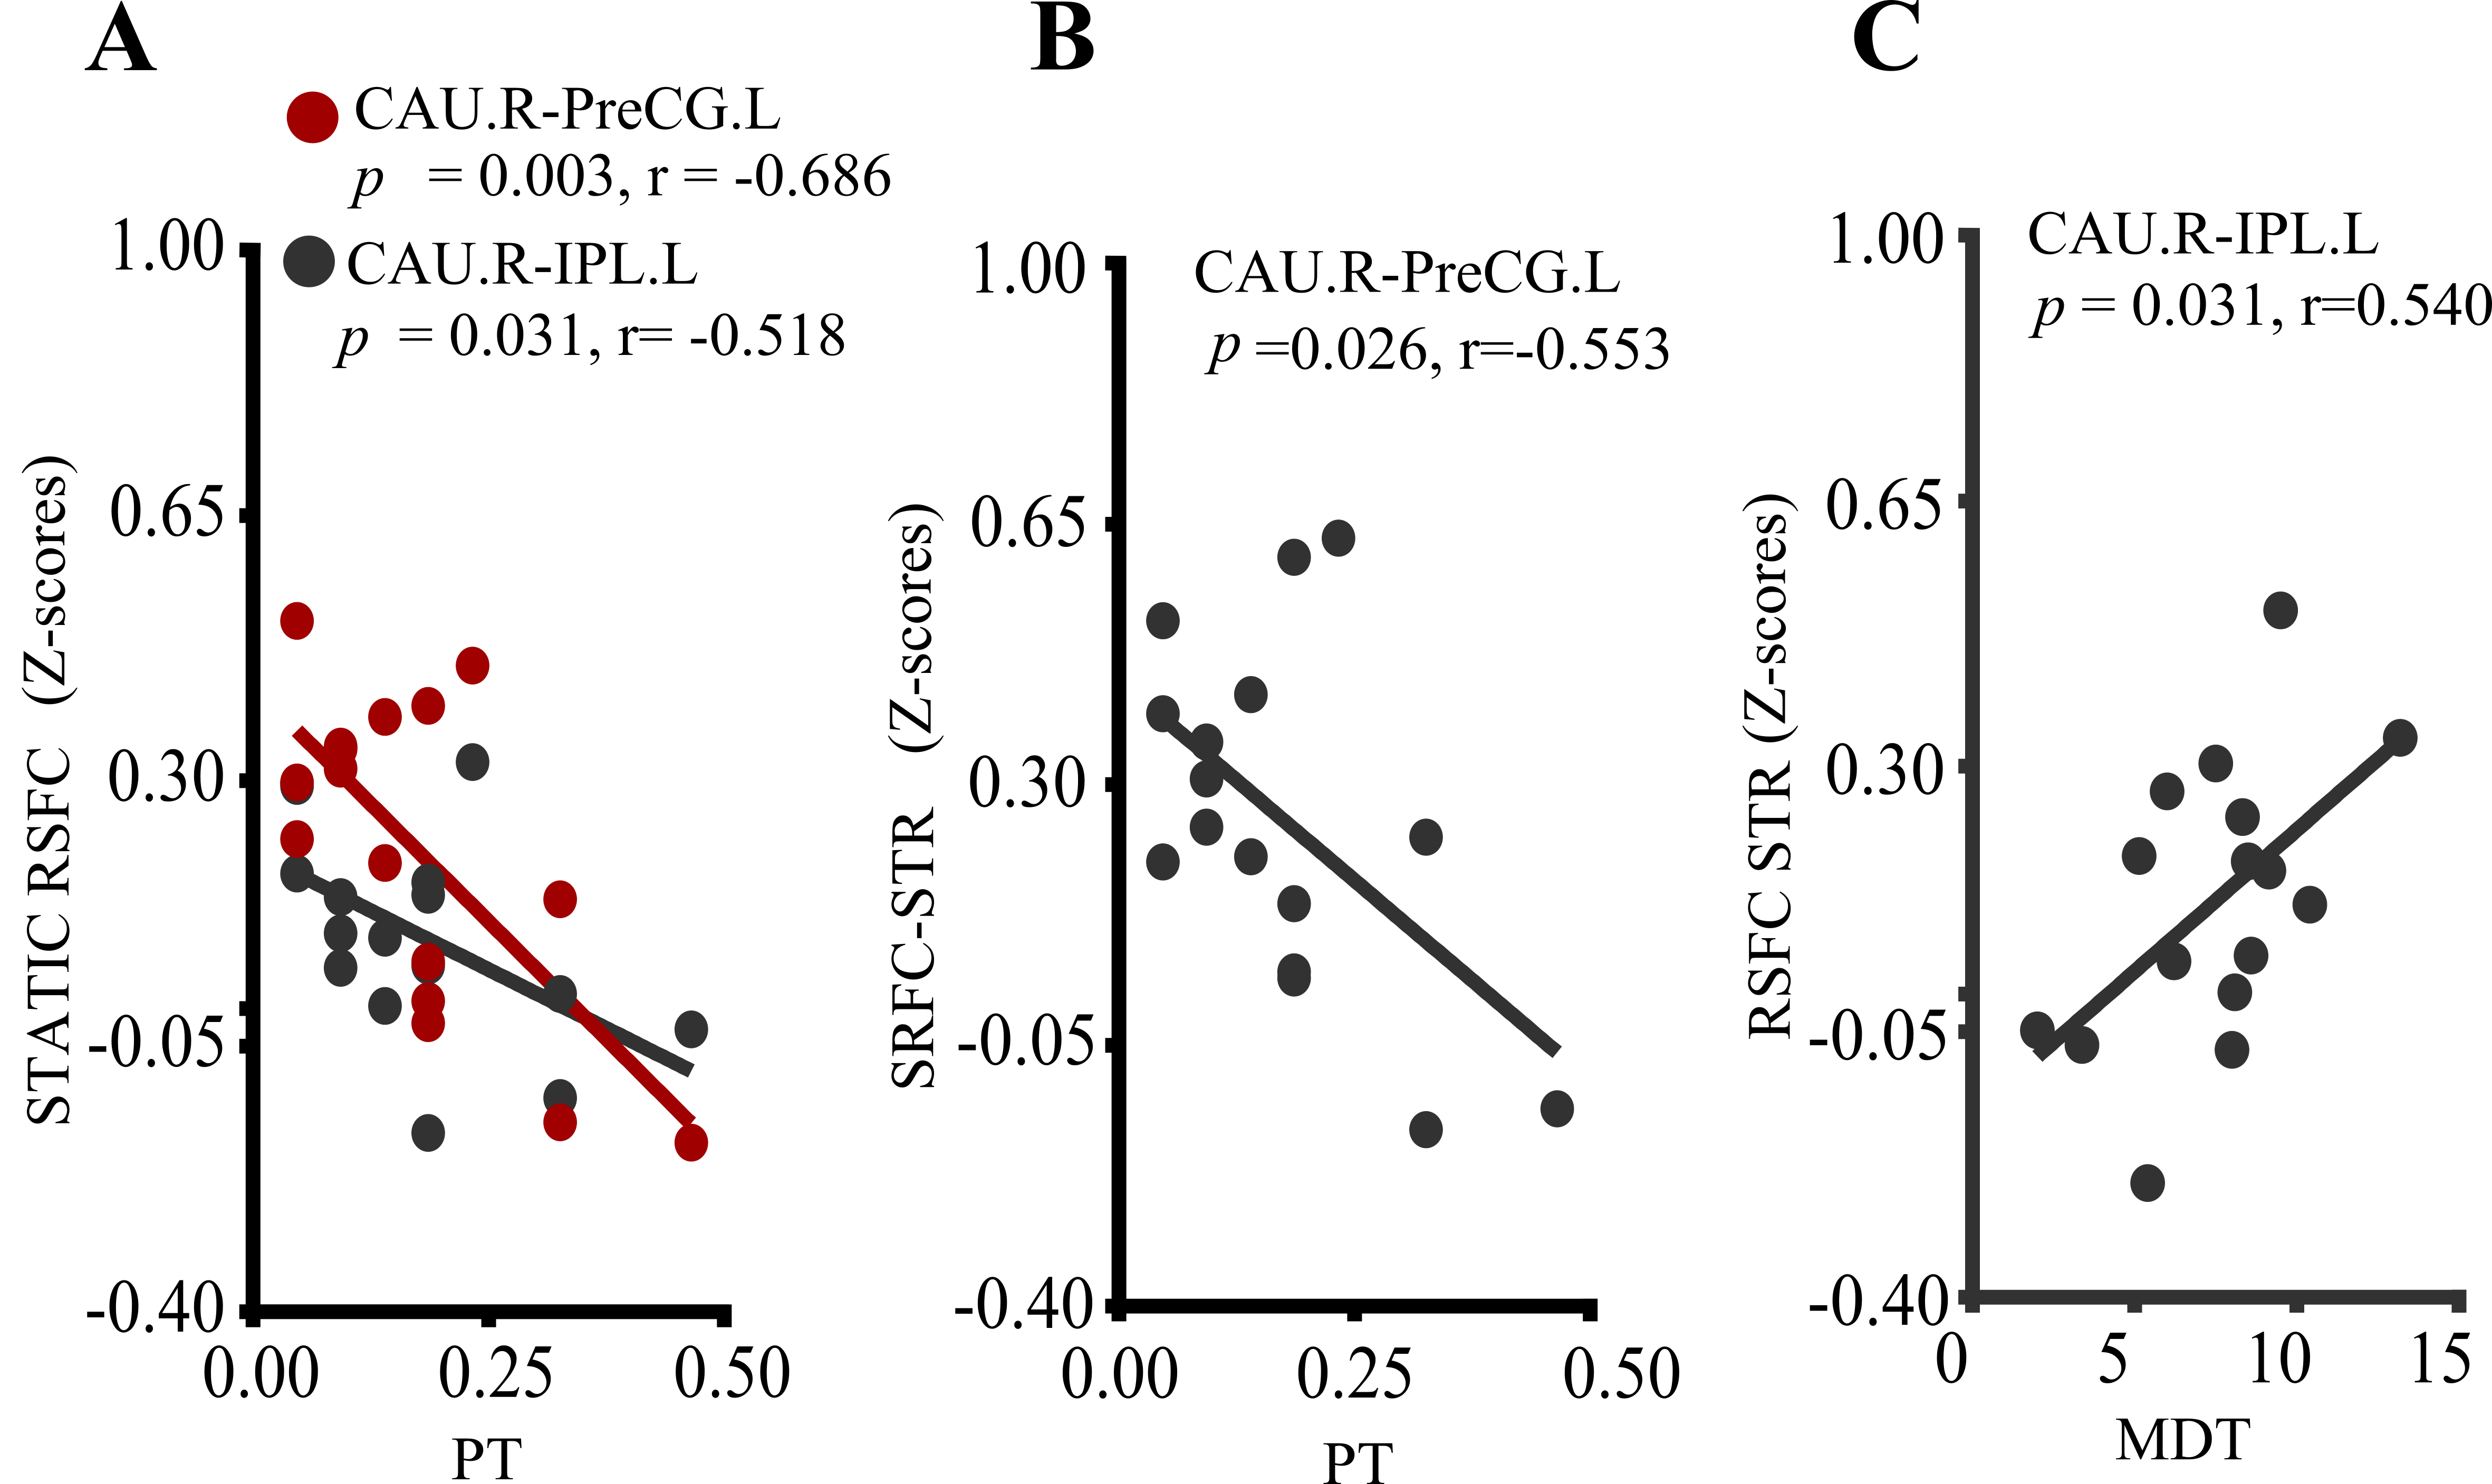 A
CAU.R-PreCG.L
p = 0.003, r = -0.686
CAU.R-IPL.L
p = 0.031, r= -0.518
STATIC RSFC (Z-scores)
1.00
0.65
0.30
-0.05
-0.40
0.00 0.25 0.50
PT
B
CAU.R-PreCG.L
p =0.026, r=-0.553
SRFC-STR (Z-scores)
1.00
0.65
0.30
-0.05
-0.40
0.00 0.25 0.50
PT
C
CAU.R-IPL.L
p = 0.031, r=0.540
RSFC STR (Z-scores)
1.00
0.65
0.30
-0.05
-0.40
0 5 10 15
MDT